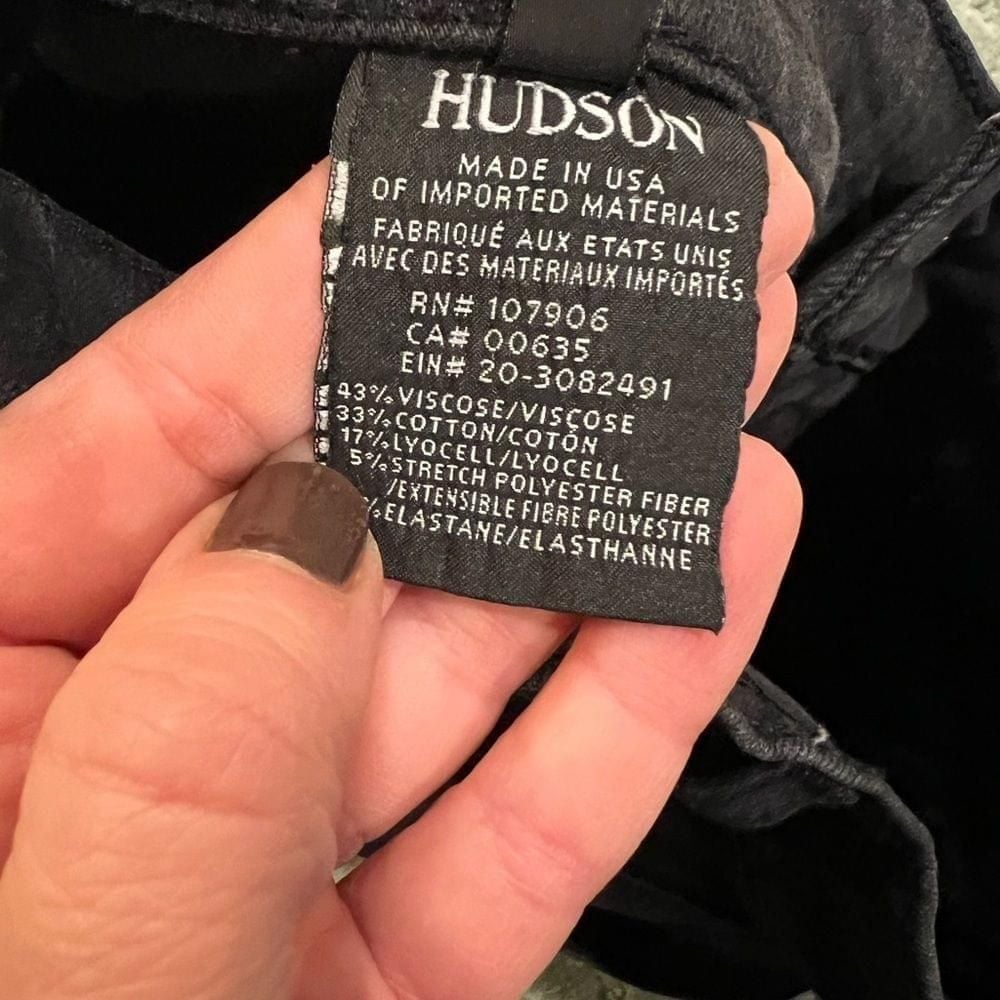 HUDSON
MADE IN USA
OF IMPORTED MATERIALS
FABRIQUÉ AUX ETATS UNIS
AVEC DES MATERIAUX IMPORTÉS
RN# 107906
CA# 00635
EIN# 20-3082491
43% VISCOSE/VISCOSE
33% COTTON/COTÓN
17% LYOCELL/LYOCELL
5% STRETCH POLYESTER FIBER
/EXTENSIBLE FIBRE POLYESTER
% ELASTANE/ELASTHANNE